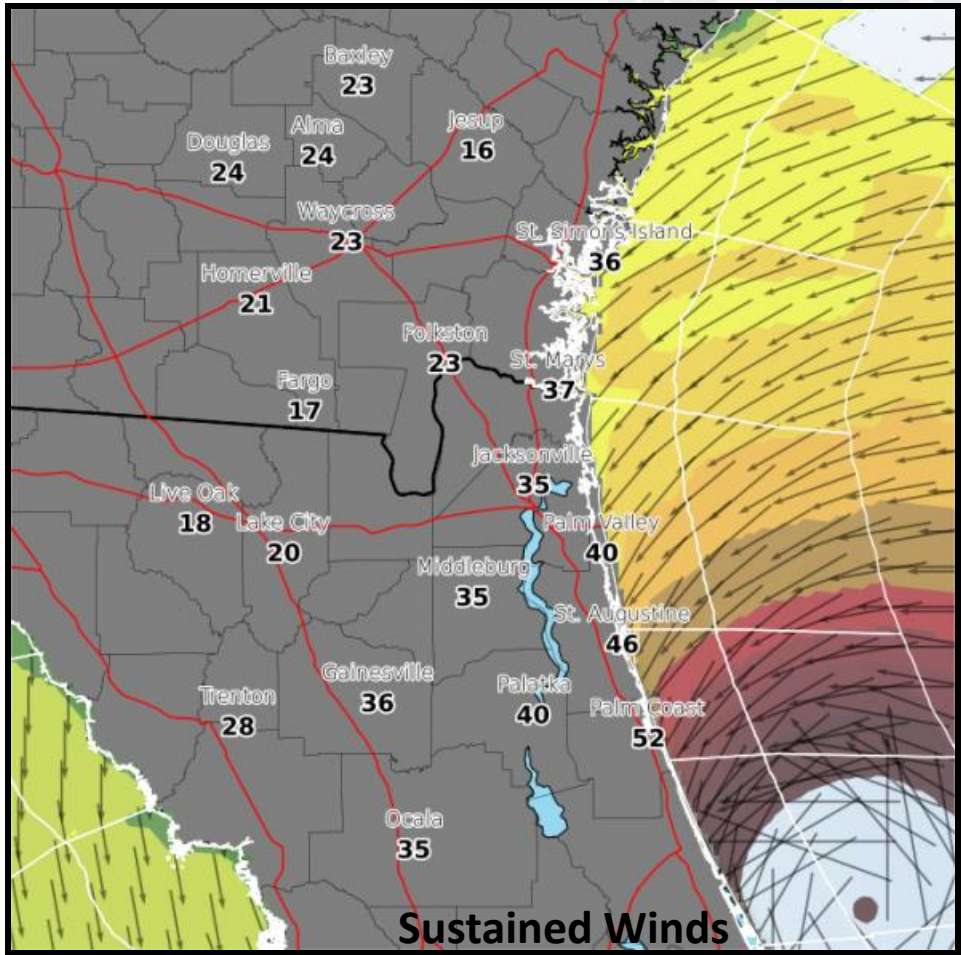 Baxley
23
Jesup
16
Alma
24
Douglas
24
Waycross
23
St. Simons Island
36
Homerville
21
Folkston
23
St. Marys
37
Fargo
17
Jacksonville
35
Live Oak
18
Lake City
20
Palm Valley
40
Middleburg
35
St. Augustine
46
Gainesville
36
Palatka
40
Trenton
28
Palm Coast
52
Ocala
35
Sustained Winds